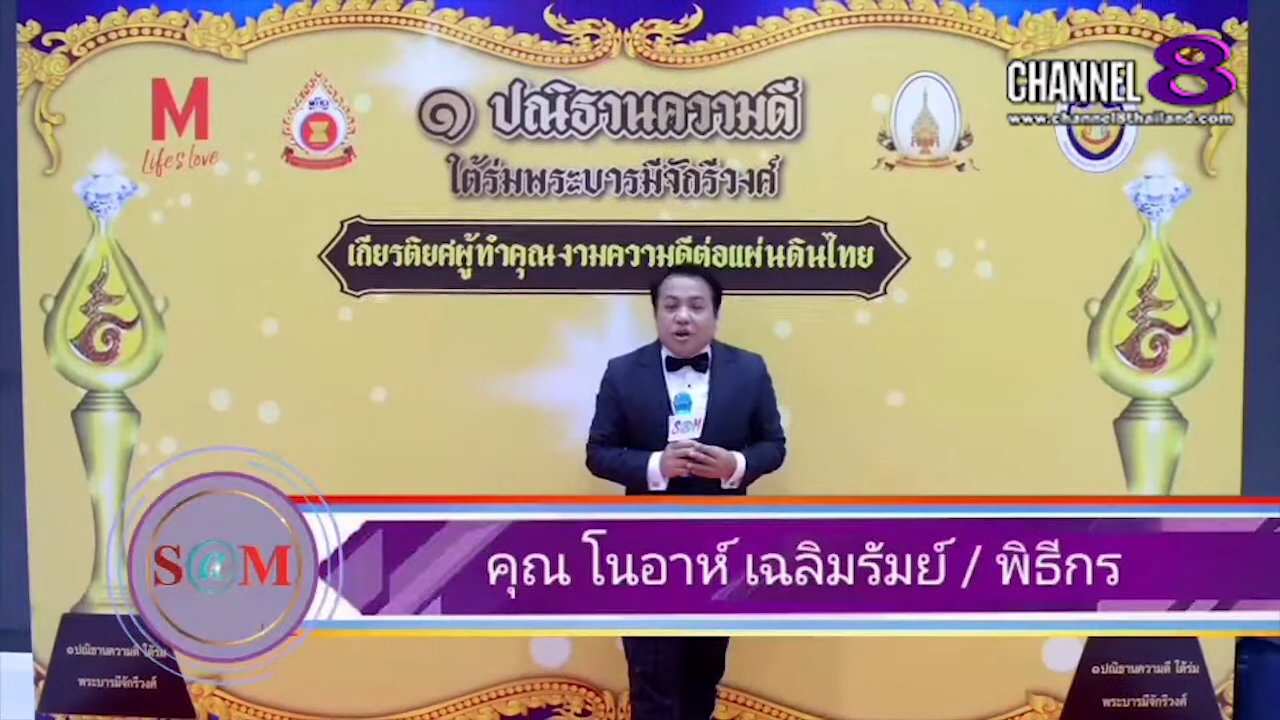 CHANNEL 8
www.channel8thailand.com
M
Life's love
๑ ปณิธานความดี
ใต้ร่มพระบารมีจักรีวงศ์
เกียรติยศผู้ทำคุณงามความดีต่อแผ่นดินไทย
S@M
S@M
คุณ โนอาห์ เฉลิมรัมย์ / พิธีกร
๑ปณิธานความดี ใต้ร่ม
พระบารมีจักรีวงศ์
๑ปณิธานความดี ใต้ร่ม
พระบารมีจักรีวงศ์